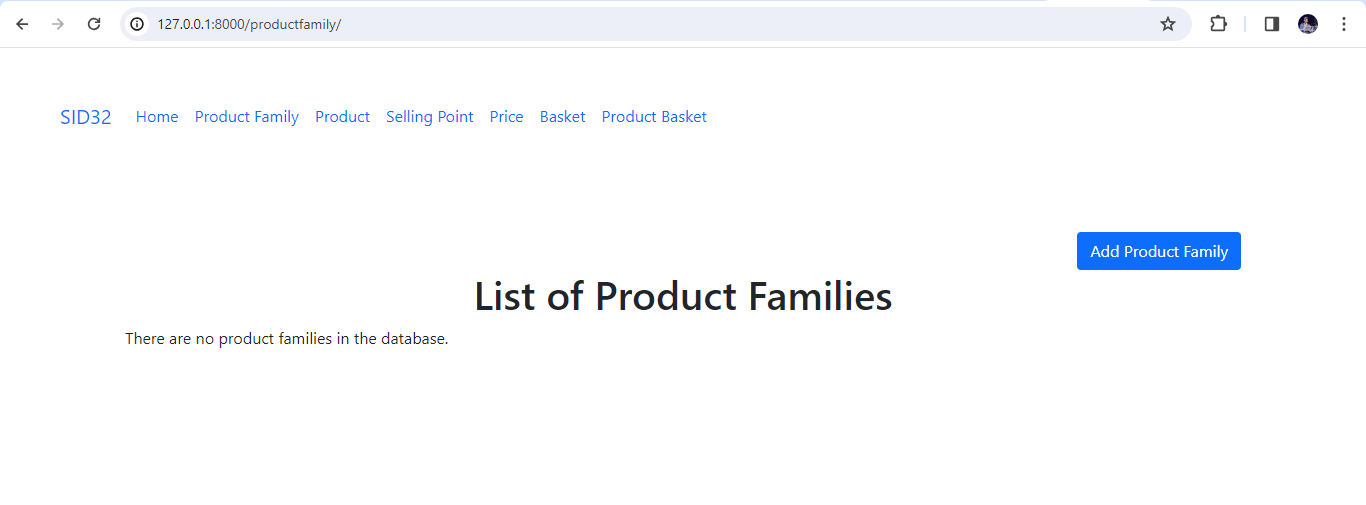 127.0.0.1:8000/productfamily/
SID32 Home Product Family Product Selling Point Price Basket Product Basket
Add Product Family
List of Product Families
There are no product families in the database.